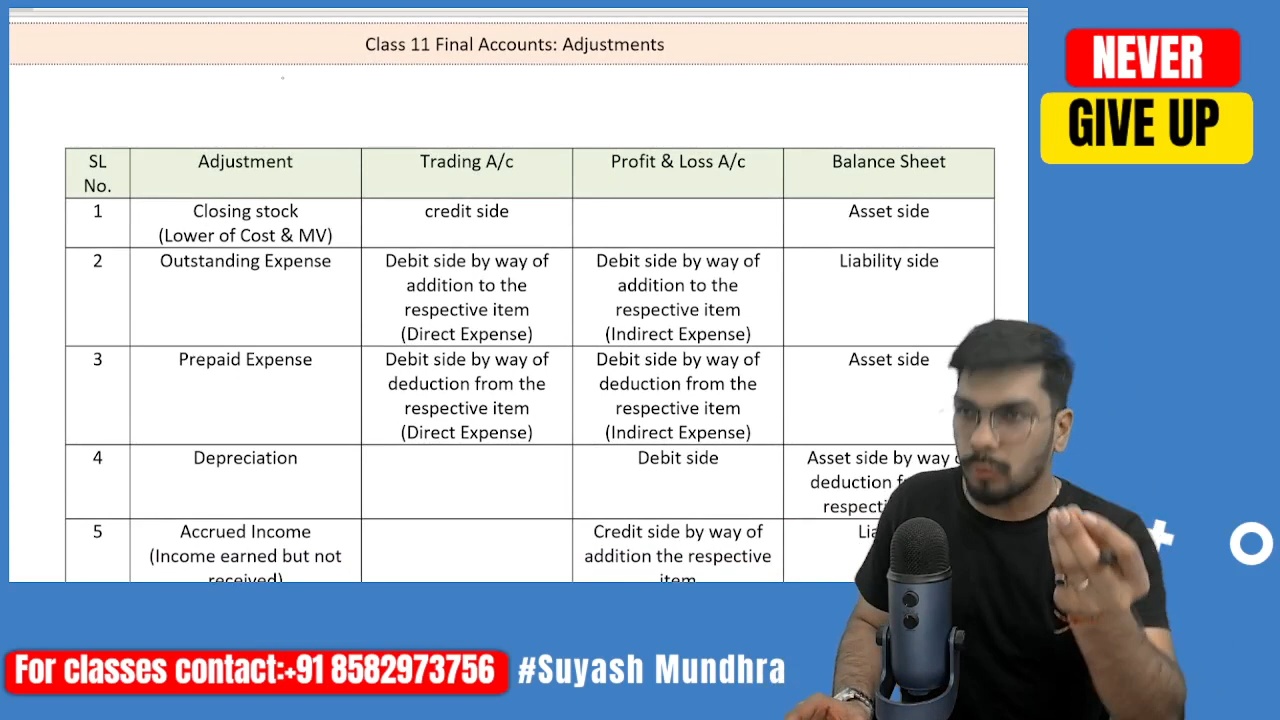 Class 11 Final Accounts: Adjustments
NEVER
GIVE UP
SL
No.
Adjustment
Trading A/c
Profit & Loss A/c
Balance Sheet
1
Closing stock
(Lower of Cost & MV)
credit side
Asset side
2
Outstanding Expense
Debit side by way of
addition to the
respective item
(Direct Expense)
Debit side by way of
addition to the
respective item
(Indirect Expense)
Liability side
3
Prepaid Expense
Debit side by way of
deduction from the
respective item
(Direct Expense)
Debit side by way of
deduction from the
respective item
(Indirect Expense)
Asset side
4
Depreciation
Debit side
Asset side by way
deduction
5
Accrued Income
(Income earned but not
received)
Credit side by way of
addition the respective
item
For classes contact:+91 8582973756
#Suyash Mundhra